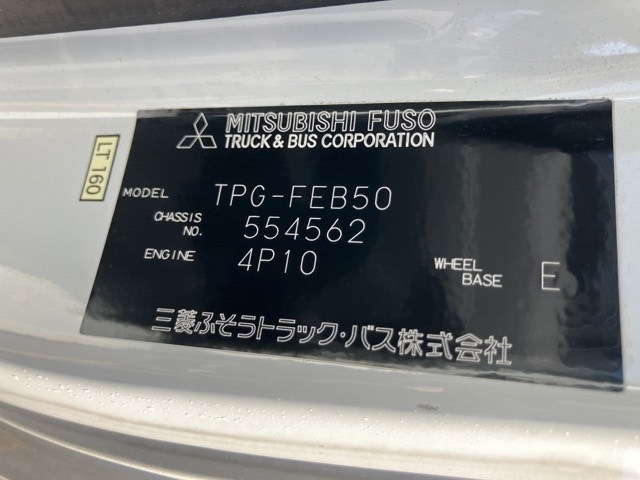 MITSUBISHI FUSO
TRUCK & BUS CORPORATION
LT 160
MODEL TPG-FEB50
CHASSIS NO. 554562
ENGINE 4P10
WHEEL BASE E
三菱ふそうトラック・バス株式会社